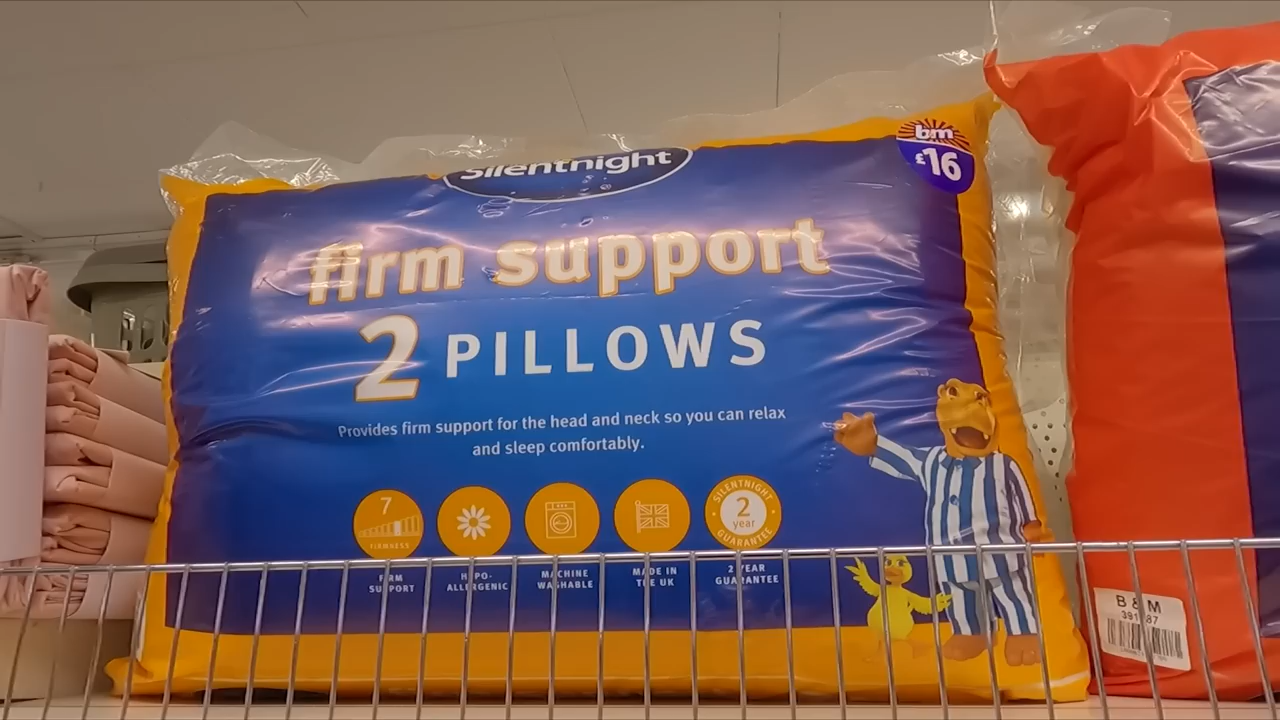 Silentnight
bm
£16
firm support
2 PILLOWS
Provides firm support for the head and neck so you can relax
and sleep comfortably.
7
FIRMNESS
SILENTNIGHT
2
year
GUARANTEE
FIRM
SUPPORT
HYPO-
ALLERGENIC
MACHINE
WASHABLE
MADE IN
THE UK
2 YEAR
GUARANTEE
B & M